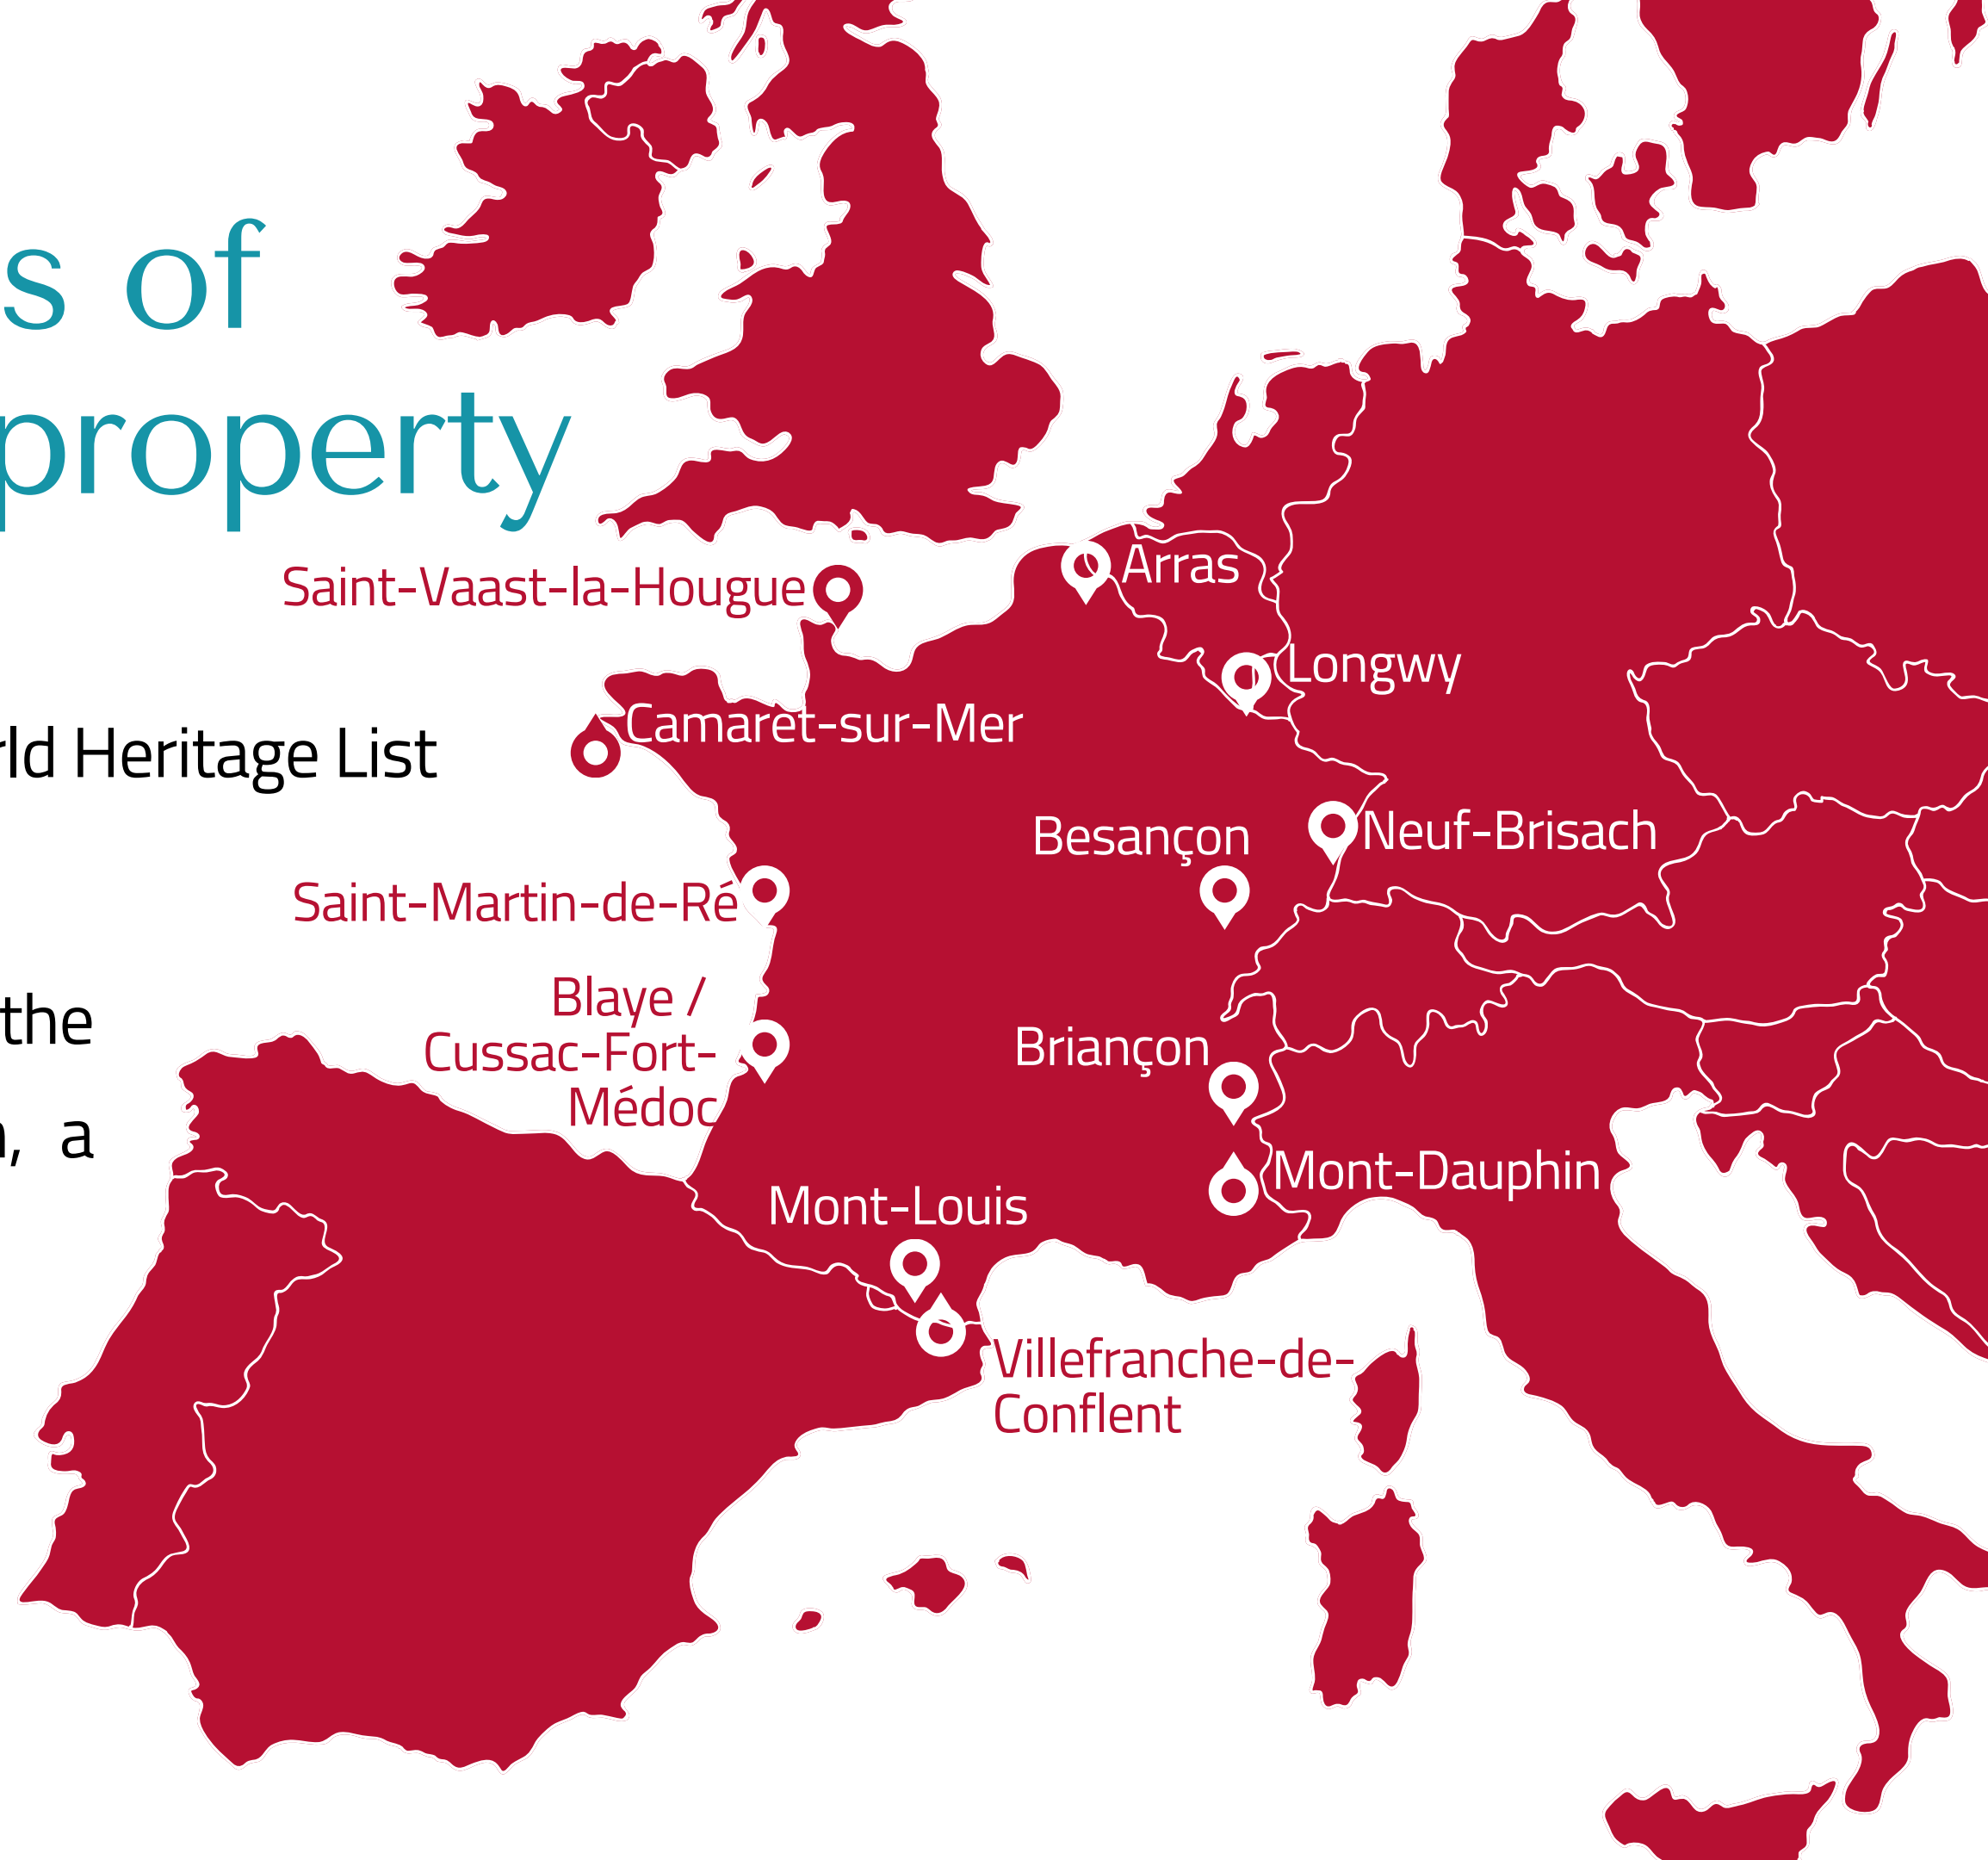 s of
property
Saint-Vaast-la-Hougue
Arras
Longwy
Camaret-sur-Mer
rld Heritage List
Besançon
Neuf-Brisach
Saint-Martin-de-Ré
Blaye /
Cussac-Fort-
Médoc
the
Briançon
, a
Mont-Dauphin
Mont-Louis
Villefranche-de-
Conflent